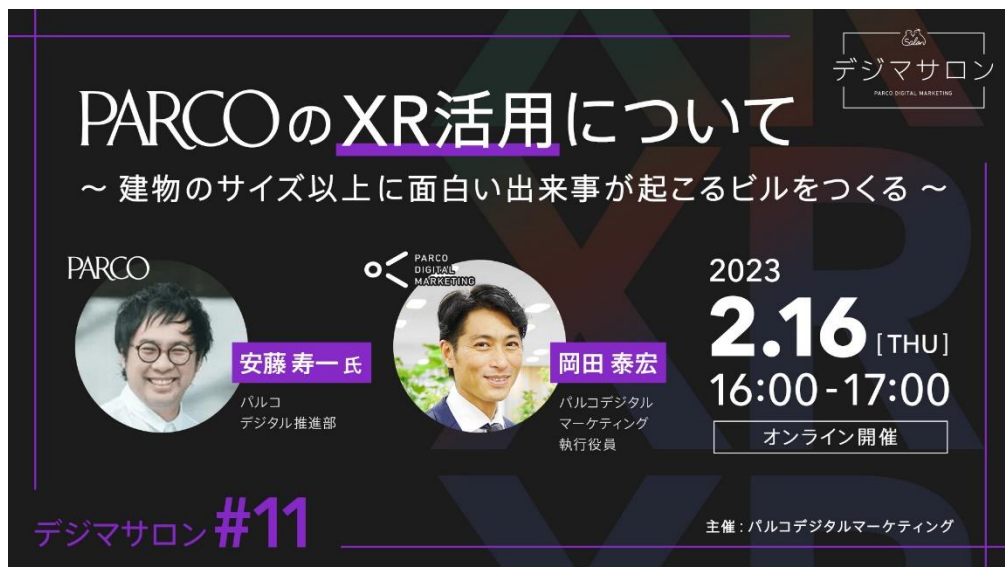 Salon
デジマサロン
PARCO DIGITAL MARKETING
PARCOのXR活用について
～ 建物のサイズ以上に面白い出来事が起こるビルをつくる ～
PARCO
安藤 寿一 氏
パルコ
デジタル推進部
PARCO
DIGITAL
MARKETING
岡田 泰宏
パルコデジタル
マーケティング
執行役員
2023
2.16 [THU]
16:00-17:00
オンライン開催
デジマサロン #11
主催 : パルコデジタルマーケティング
XR
XR
XR